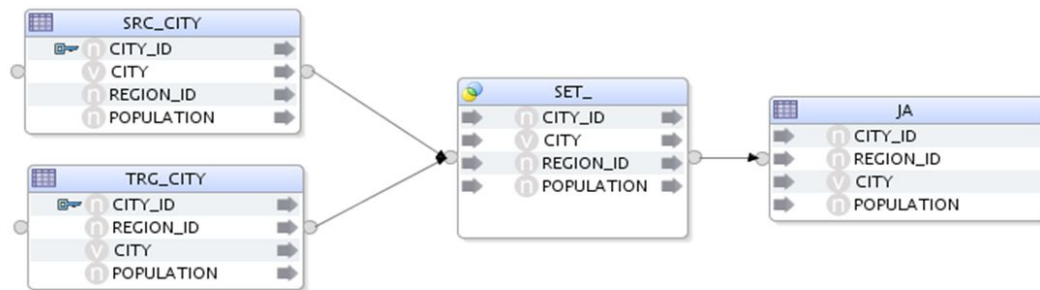 SRC_CITY
n CITY_ID
v CITY
n REGION_ID
n POPULATION
TRG_CITY
n CITY_ID
n REGION_ID
v CITY
n POPULATION
SET_
n CITY_ID
v CITY
n REGION_ID
n POPULATION
JA
n CITY_ID
n REGION_ID
v CITY
n POPULATION